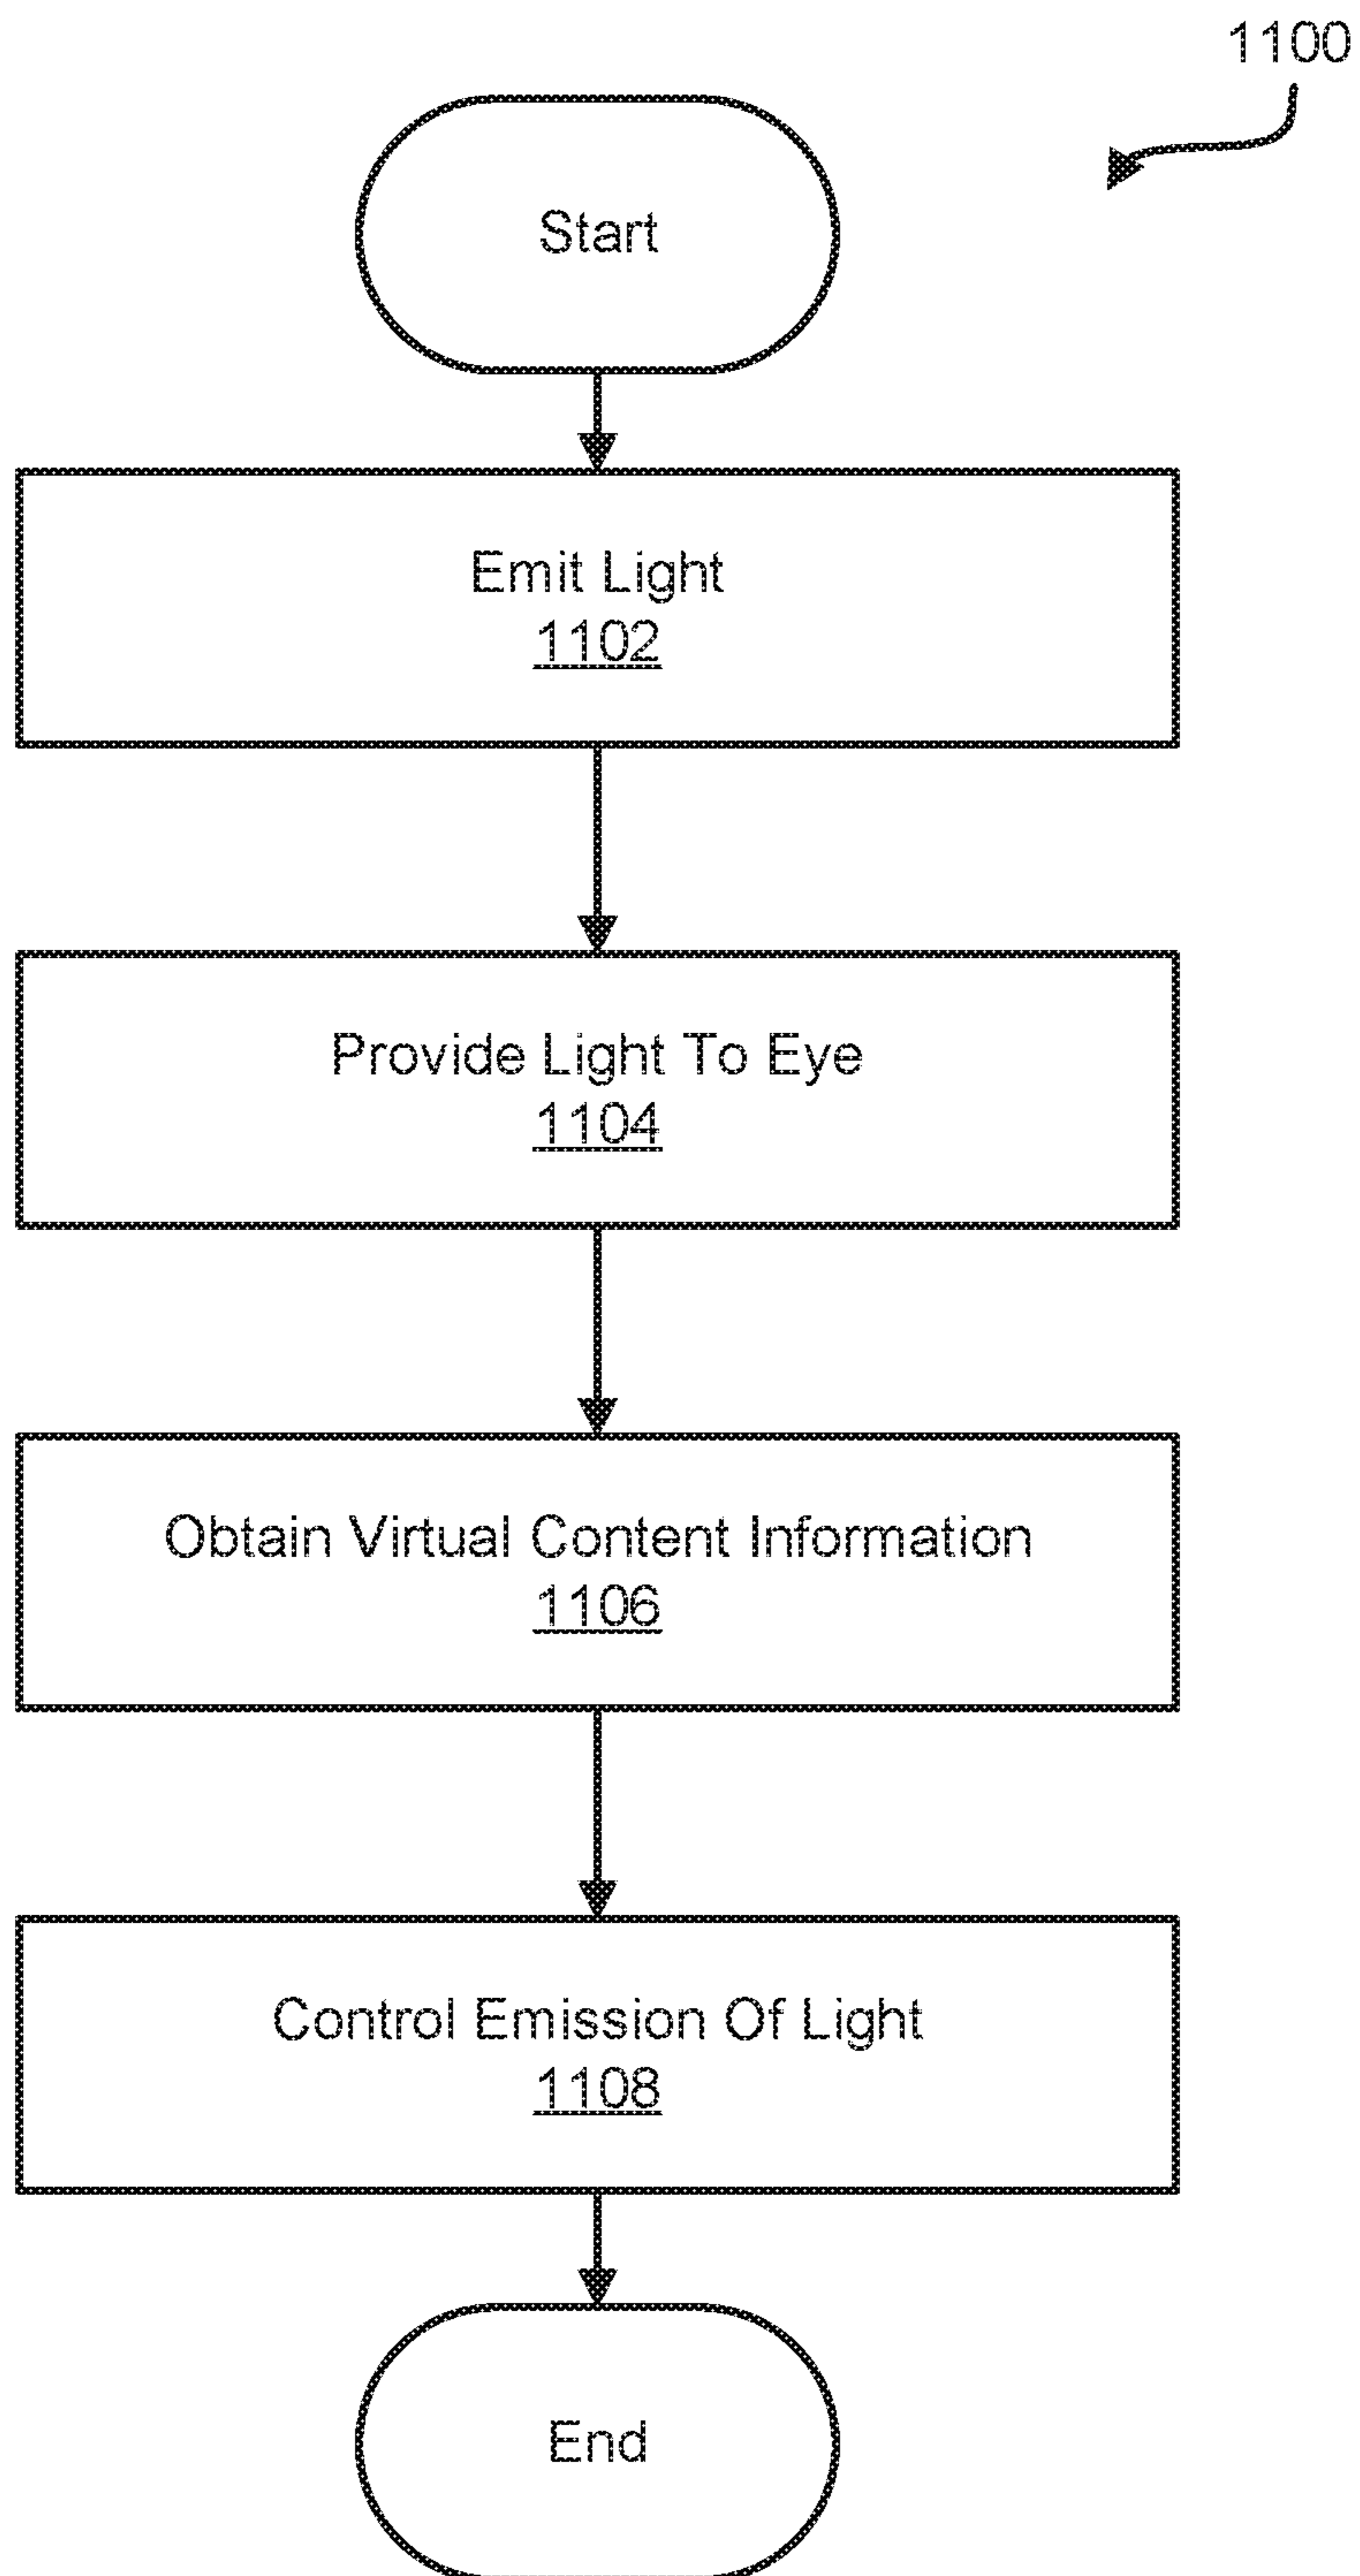 1100
Start
Emit Light
1102
Provide Light To Eye
1104
Obtain Virtual Content Information
1106
Control Emission Of Light
1108
End